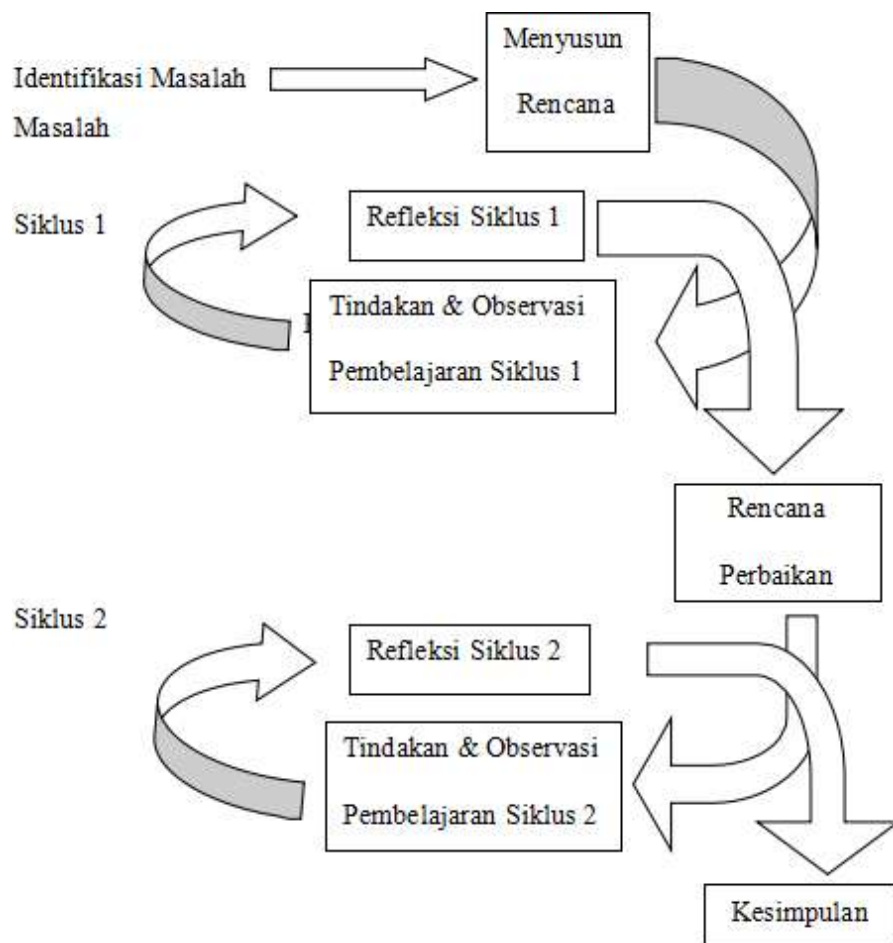 Menyusun
Rencana
Identifikasi Masalah
Masalah
Siklus 1
Refleksi Siklus 1
Tindakan & Observasi
Pembelajaran Siklus 1
Rencana
Perbaikan
Siklus 2
Refleksi Siklus 2
Tindakan & Observasi
Pembelajaran Siklus 2
Kesimpulan